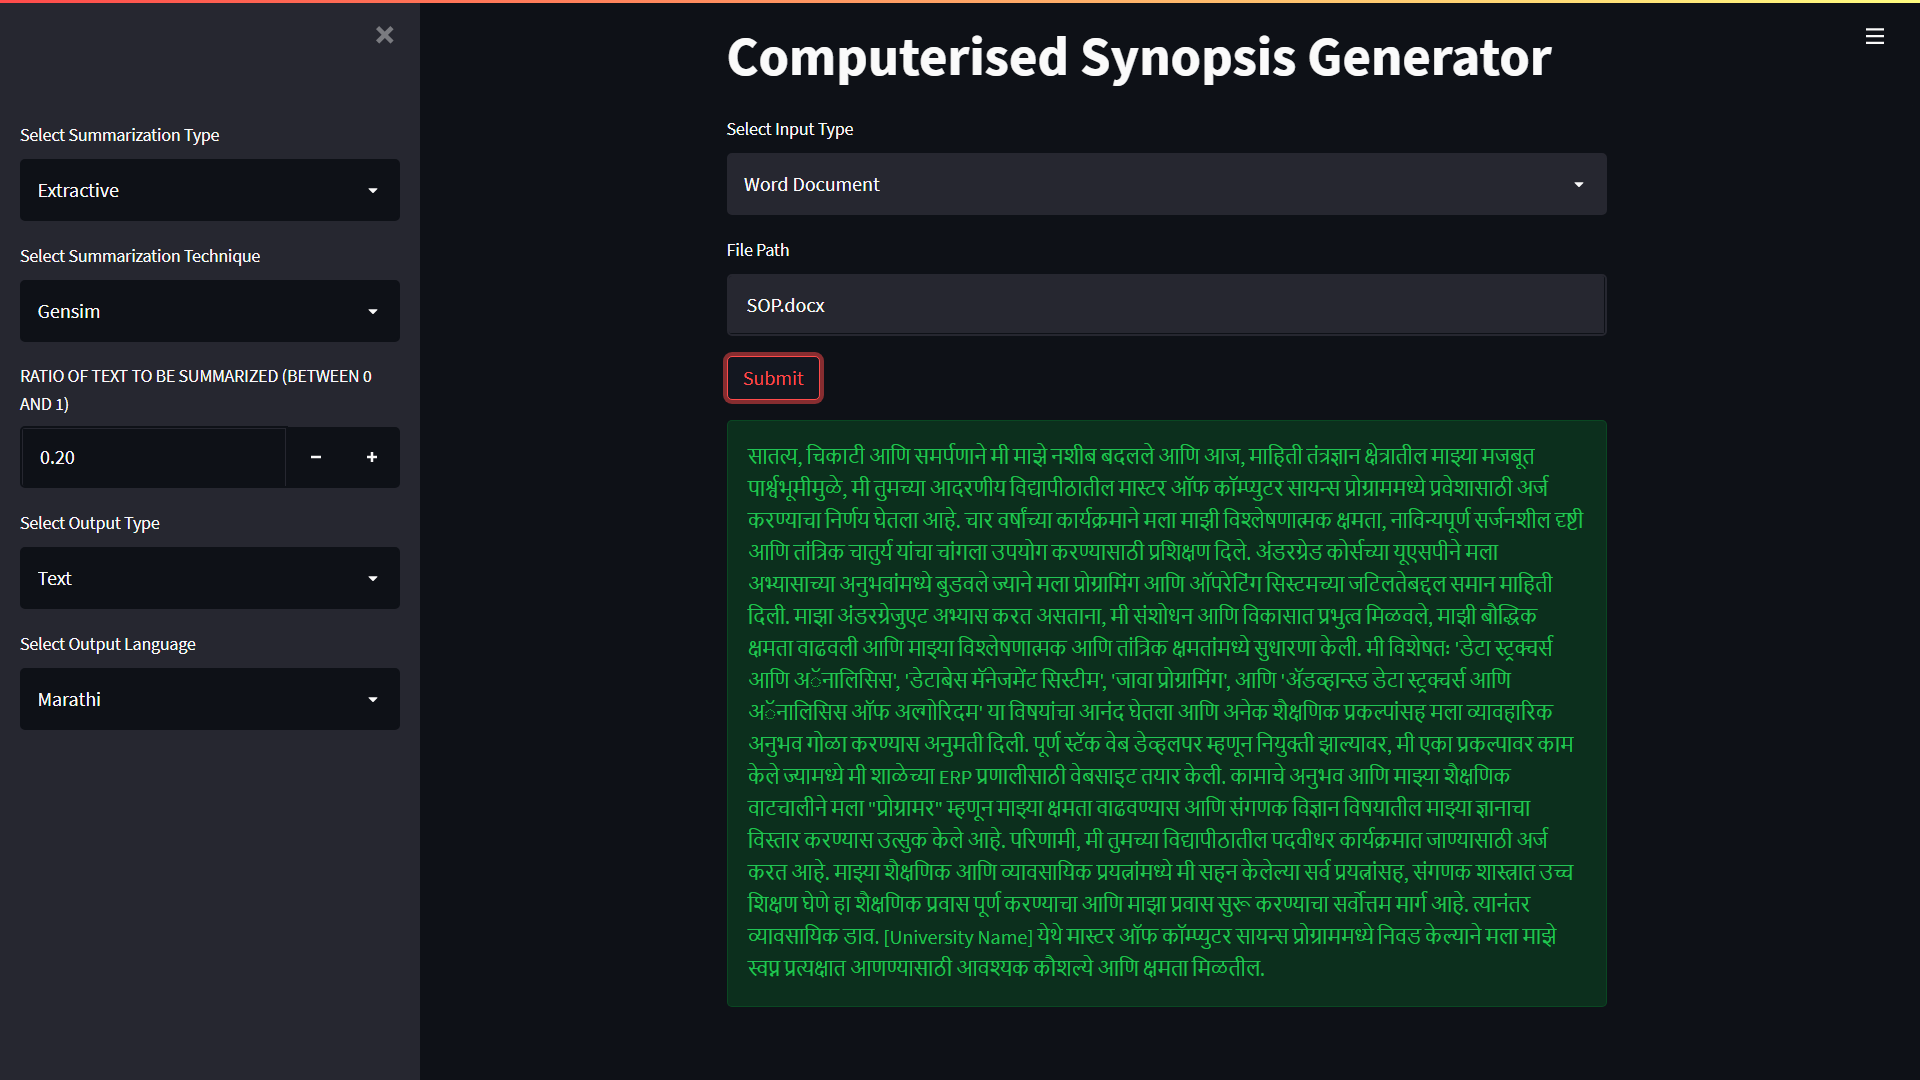 Select Summarization Type
Extractive
Select Summarization Technique
Gensim
RATIO OF TEXT TO BE SUMMARIZED (BETWEEN 0
AND 1)
0.20
Select Output Type
Text
Select Output Language
Marathi
Computerised Synopsis Generator
Select Input Type
Word Document
File Path
SOP.docx
Submit
सातत्य, चिकाटी आणि समर्पणाने मी माझे नशीब बदलले आणि आज, माहिती तंत्रज्ञान क्षेत्रातील माझ्या मजबूत
पार्श्वभूमीमुळे, मी तुमच्या आदरणीय विद्यापीठातील मास्टर ऑफ कॉम्प्युटर सायन्स प्रोग्राममध्ये प्रवेशासाठी अर्ज
करण्याचा निर्णय घेतला आहे. चार वर्षांच्या कार्यक्रमाने मला माझी विश्लेषणात्मक क्षमता, नाविन्यपूर्ण सर्जनशील दृष्टी
आणि तांत्रिक चातुर्य यांचा चांगला उपयोग करण्यासाठी प्रशिक्षण दिले. अंडरग्रेड कोर्सच्या यूएसपीने मला
अभ्यासाच्या अनुभवांमध्ये बुडवले ज्याने मला प्रोग्रामिंग आणि ऑपरेटिंग सिस्टमच्या जटिलतेबद्दल समान माहिती
दिली. माझा अंडरग्रेजुएट अभ्यास करत असताना, मी संशोधन आणि विकासात प्रभुत्व मिळवले, माझी बौद्धिक
क्षमता वाढवली आणि माझ्या विश्लेषणात्मक आणि तांत्रिक क्षमतांमध्ये सुधारणा केली. मी विशेषतः 'डेटा स्ट्रक्चर्स
आणि अॅनालिसिस', 'डेटाबेस मॅनेजमेंट सिस्टीम', 'जावा प्रोग्रामिंग', आणि 'ॲडव्हान्स्ड डेटा स्ट्रक्चर्स आणि
अॅनालिसिस ऑफ अल्गोरिदम' या विषयांचा आनंद घेतला आणि अनेक शैक्षणिक प्रकल्पांसह मला व्यावहारिक
अनुभव गोळा करण्यास अनुमती दिली. पूर्ण स्टॅक वेब डेव्हलपर म्हणून नियुक्ती झाल्यावर, मी एका प्रकल्पावर काम
केले ज्यामध्ये मी शाळेच्या ERP प्रणालीसाठी वेबसाइट तयार केली. कामाचे अनुभव आणि माझ्या शैक्षणिक
वाटचालीने मला "प्रोग्रामर" म्हणून माझ्या क्षमता वाढवण्यास आणि संगणक विज्ञान विषयातील माझ्या ज्ञानाचा
विस्तार करण्यास उत्सुक केले आहे. परिणामी, मी तुमच्या विद्यापीठातील पदवीधर कार्यक्रमात जाण्यासाठी अर्ज
करत आहे. माझ्या शैक्षणिक आणि व्यावसायिक प्रयत्नांमध्ये मी सहन केलेल्या सर्व प्रयत्नांसह, संगणक शास्त्रात उच्च
शिक्षण घेणे हा शैक्षणिक प्रवास पूर्ण करण्याचा आणि माझा प्रवास सुरू करण्याचा सर्वोत्तम मार्ग आहे. त्यानंतर
व्यावसायिक डाव. [University Name] येथे मास्टर ऑफ कॉम्प्युटर सायन्स प्रोग्राममध्ये निवड केल्याने मला माझे
स्वप्न प्रत्यक्षात आणण्यासाठी आवश्यक कौशल्ये आणि क्षमता मिळतील.